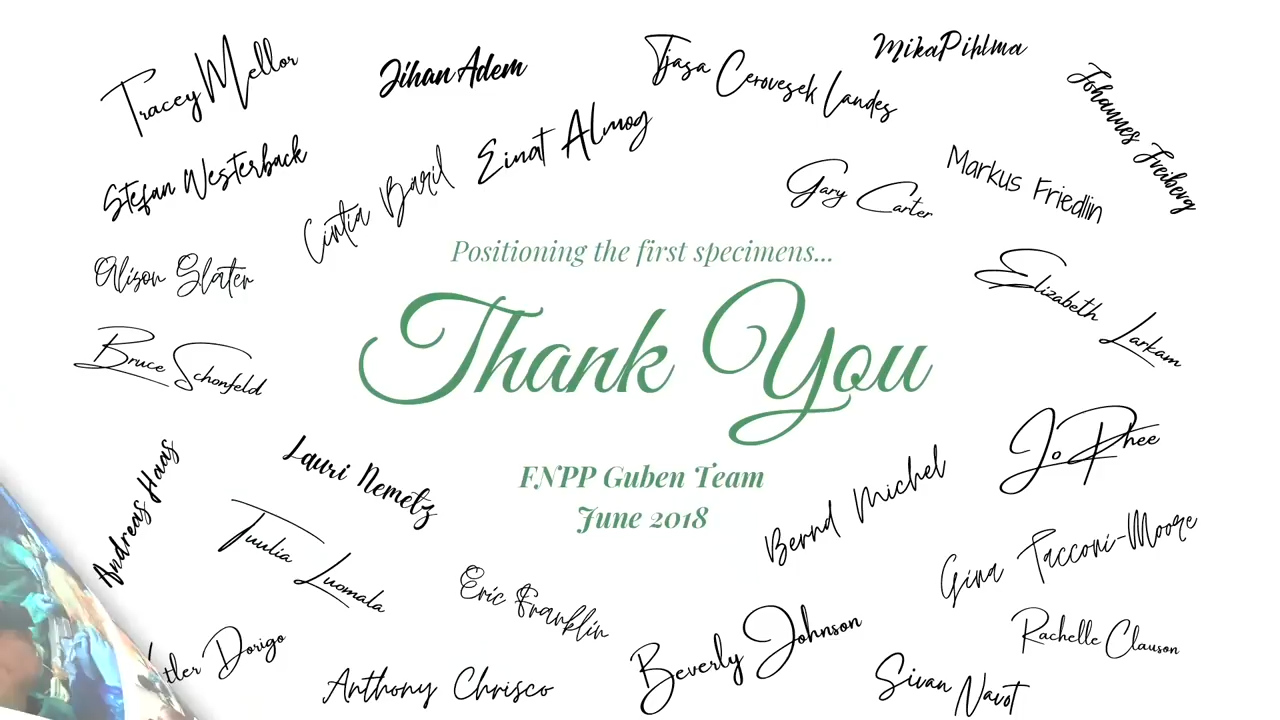 Tracey Mellor
Jihan Adem
Tjasa Cerovesek Landes
MikaPihlma
Johannes Freiberg
Stefan Westerback
Cintia Baril
Einat Almog
Gary Carter
Markus Friedlin
Alison Slater
Positioning the first specimens...
Elizabeth Larkam
Bruce Schonfeld
Thank You
Andreas Haas
Lauri Nemetz
FNPP Guben Team
June 2018
Bernd Michel
Jo Phee
Tuulia Luomala
Eric Franklin
Gina Tacconi-Moore
Dorigo
Anthony Chrisco
Beverly Johnson
Sivan Navot
Rachelle Clauson